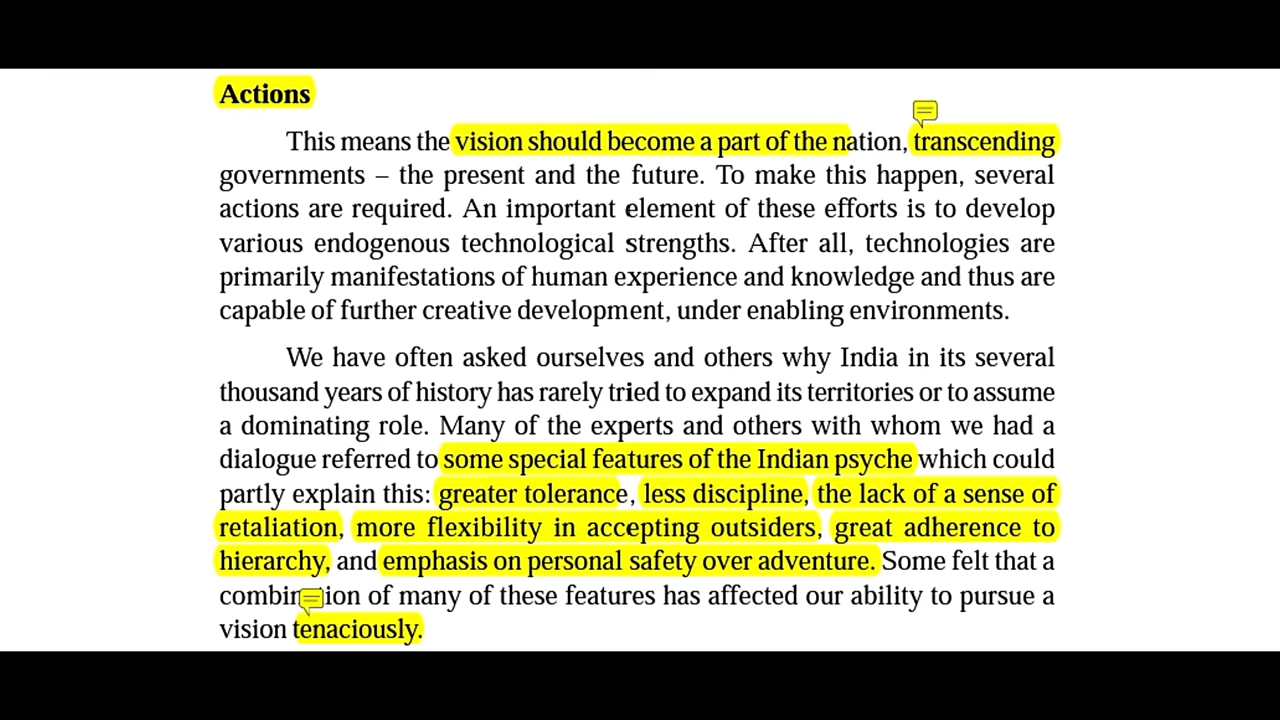 Actions
This means the vision should become a part of the nation, transcending
governments – the present and the future. To make this happen, several
actions are required. An important element of these efforts is to develop
various endogenous technological strengths. After all, technologies are
primarily manifestations of human experience and knowledge and thus are
capable of further creative development, under enabling environments.
We have often asked ourselves and others why India in its several
thousand years of history has rarely tried to expand its territories or to assume
a dominating role. Many of the experts and others with whom we had a
dialogue referred to some special features of the Indian psyche which could
partly explain this: greater tolerance, less discipline, the lack of a sense of
retaliation, more flexibility in accepting outsiders, great adherence to
hierarchy, and emphasis on personal safety over adventure. Some felt that a
combination of many of these features has affected our ability to pursue a
vision tenaciously.